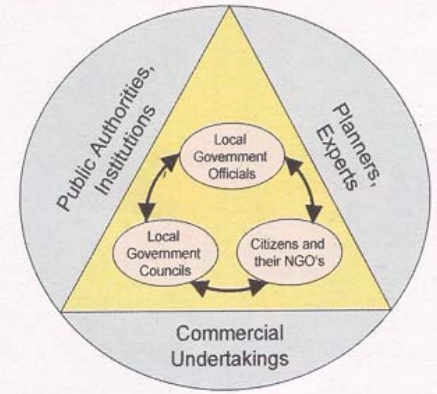 Public Authorities,
Institutions
Planners,
Experts
Local
Government
Officials
Local
Government
Councils
Citizens and
their NGO's
Commercial
Undertakings